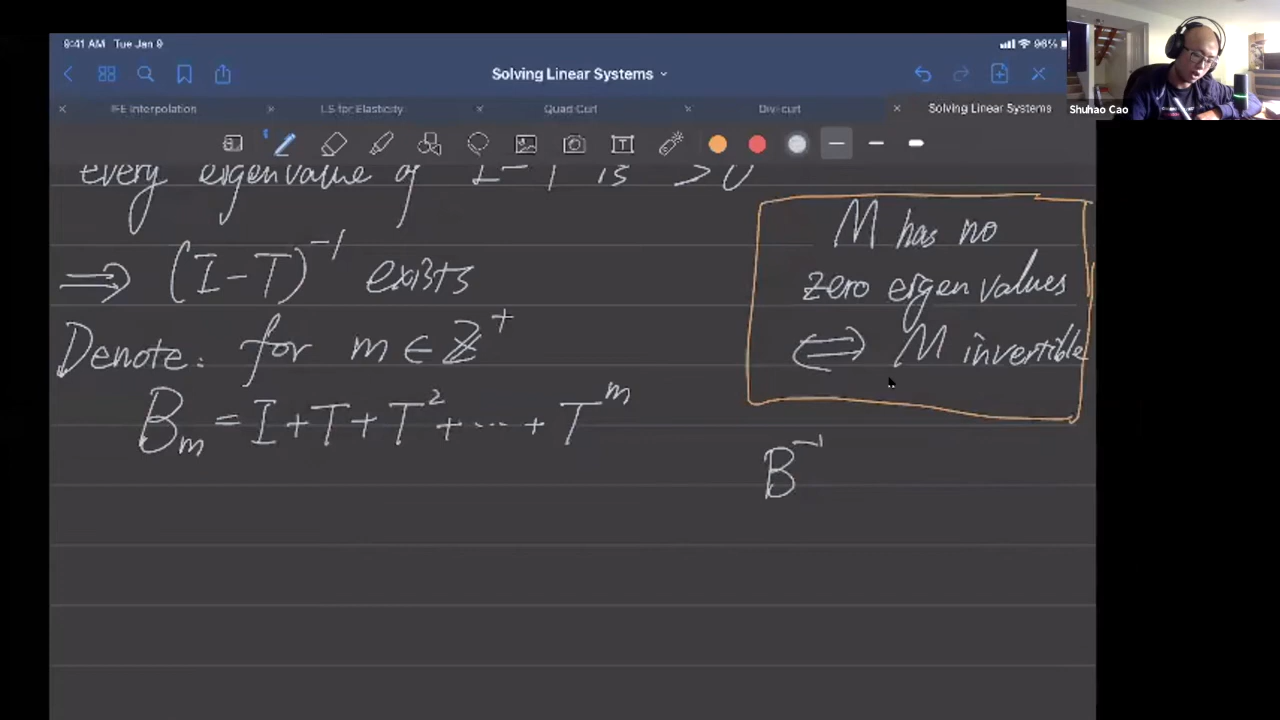 9:41 AM Tue Jan 9
96%
Shuhao Cao
Solving Linear Systems
IFE Interpolation
LS for Elasticity
Quad Curl
Div-curl
Solving Linear Systems
every eigenvalue of I-T is >0
⟹ (I-T)⁻¹ exists
Denote: for m ∈ ℤ⁺
Bₘ = I+T+T²+⋯+Tᵐ
M has no
zero eigenvalues
⟺ M invertible
B⁻¹